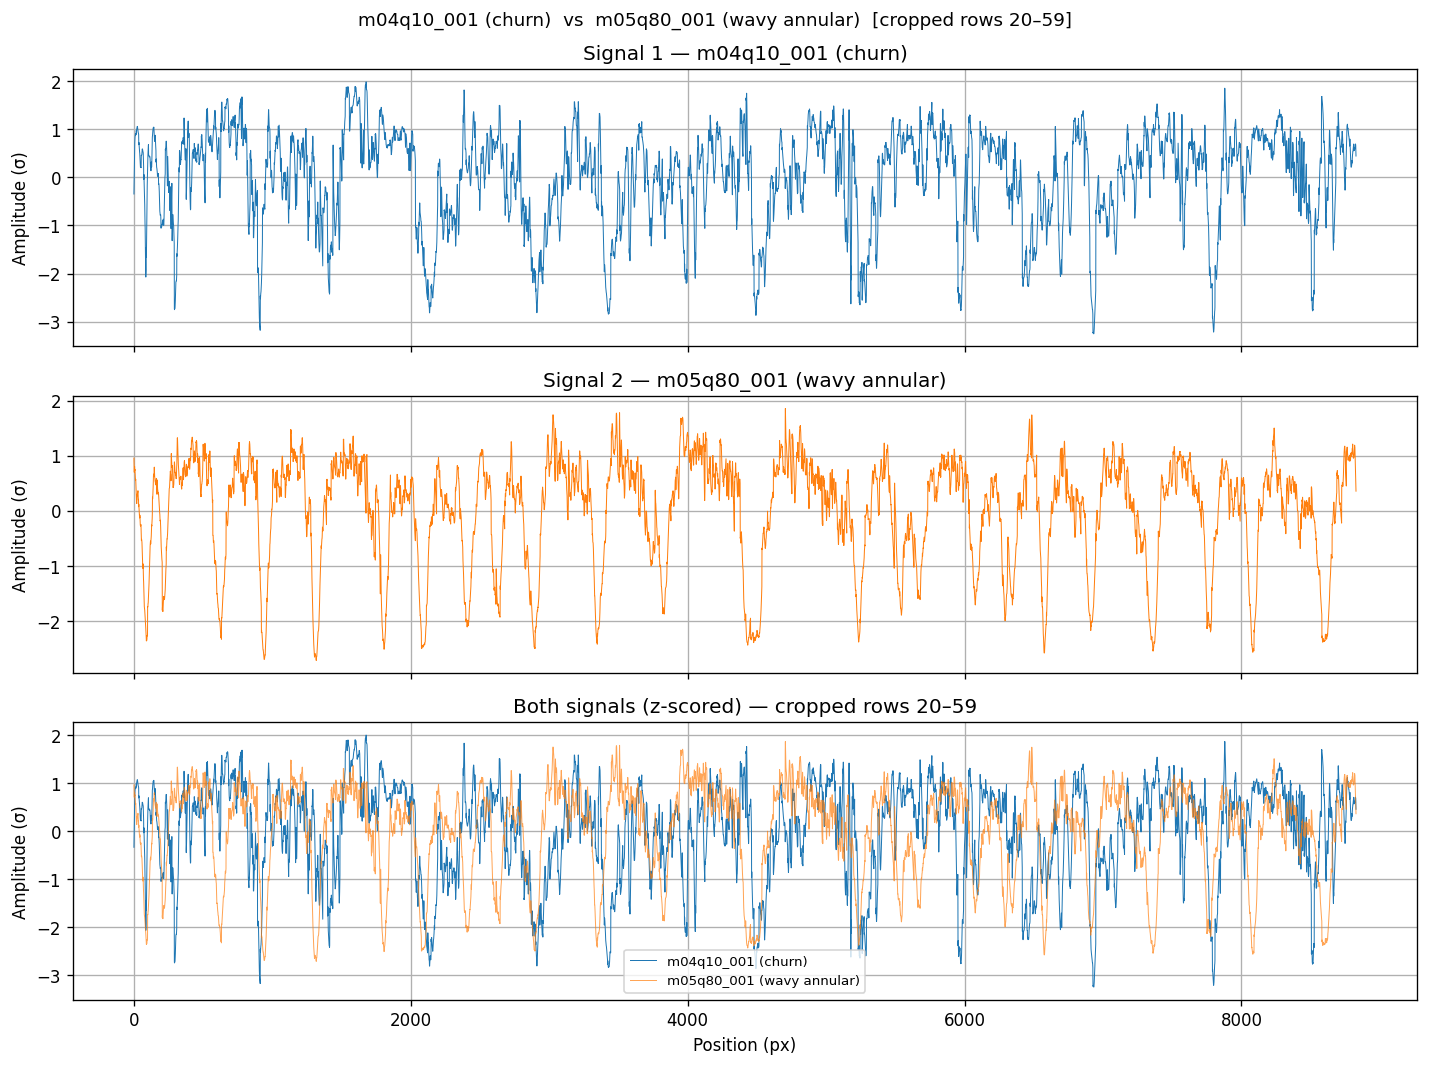 m04q10_001 (churn)  vs  m05q80_001 (wavy annular)  [cropped rows 20–59]
Signal 1 — m04q10_001 (churn)
2
1
0
−1
−2
−3
Amplitude (σ)
Signal 2 — m05q80_001 (wavy annular)
2
1
0
−1
−2
Amplitude (σ)
Both signals (z-scored) — cropped rows 20–59
2
1
0
−1
−2
−3
Amplitude (σ)
m04q10_001 (churn)
m05q80_001 (wavy annular)
0 2000 4000 6000 8000
Position (px)